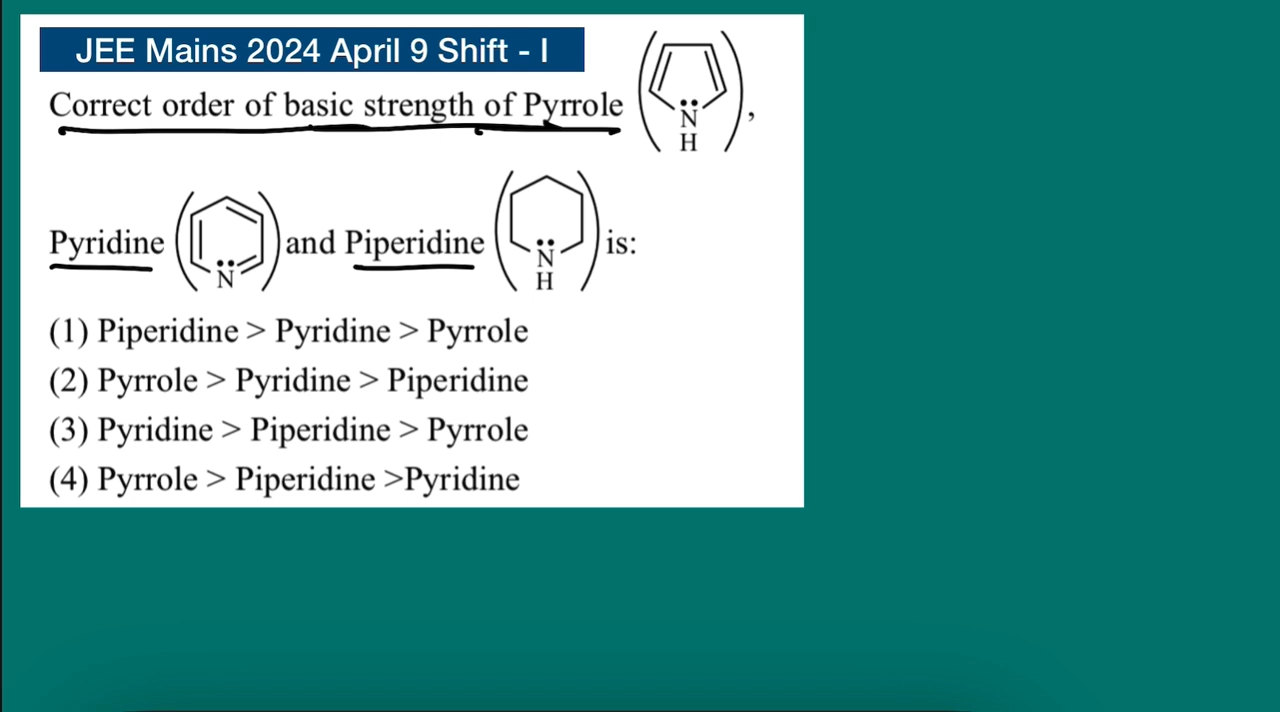 JEE Mains 2024 April 9 Shift - I
Correct order of basic strength of Pyrrole ( N H ),
Pyridine ( N ) and Piperidine ( N H ) is:
(1) Piperidine > Pyridine > Pyrrole
(2) Pyrrole > Pyridine > Piperidine
(3) Pyridine > Piperidine > Pyrrole
(4) Pyrrole > Piperidine >Pyridine